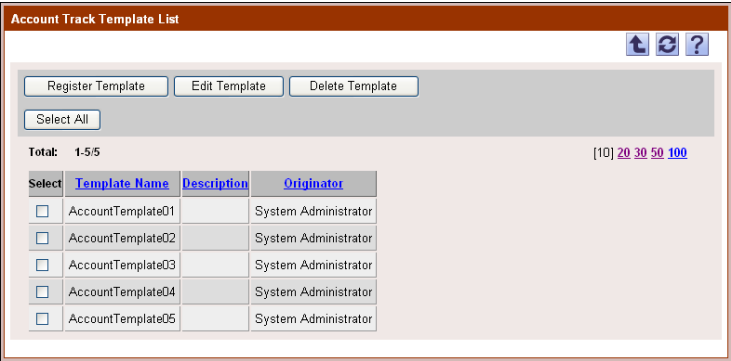 Account Track Template List
?
Register Template Edit Template Delete Template
Select All
Total: 1-5/5 [10] 20 30 50 100
Select Template Name Description Originator
AccountTemplate01 System Administrator
AccountTemplate02 System Administrator
AccountTemplate03 System Administrator
AccountTemplate04 System Administrator
AccountTemplate05 System Administrator